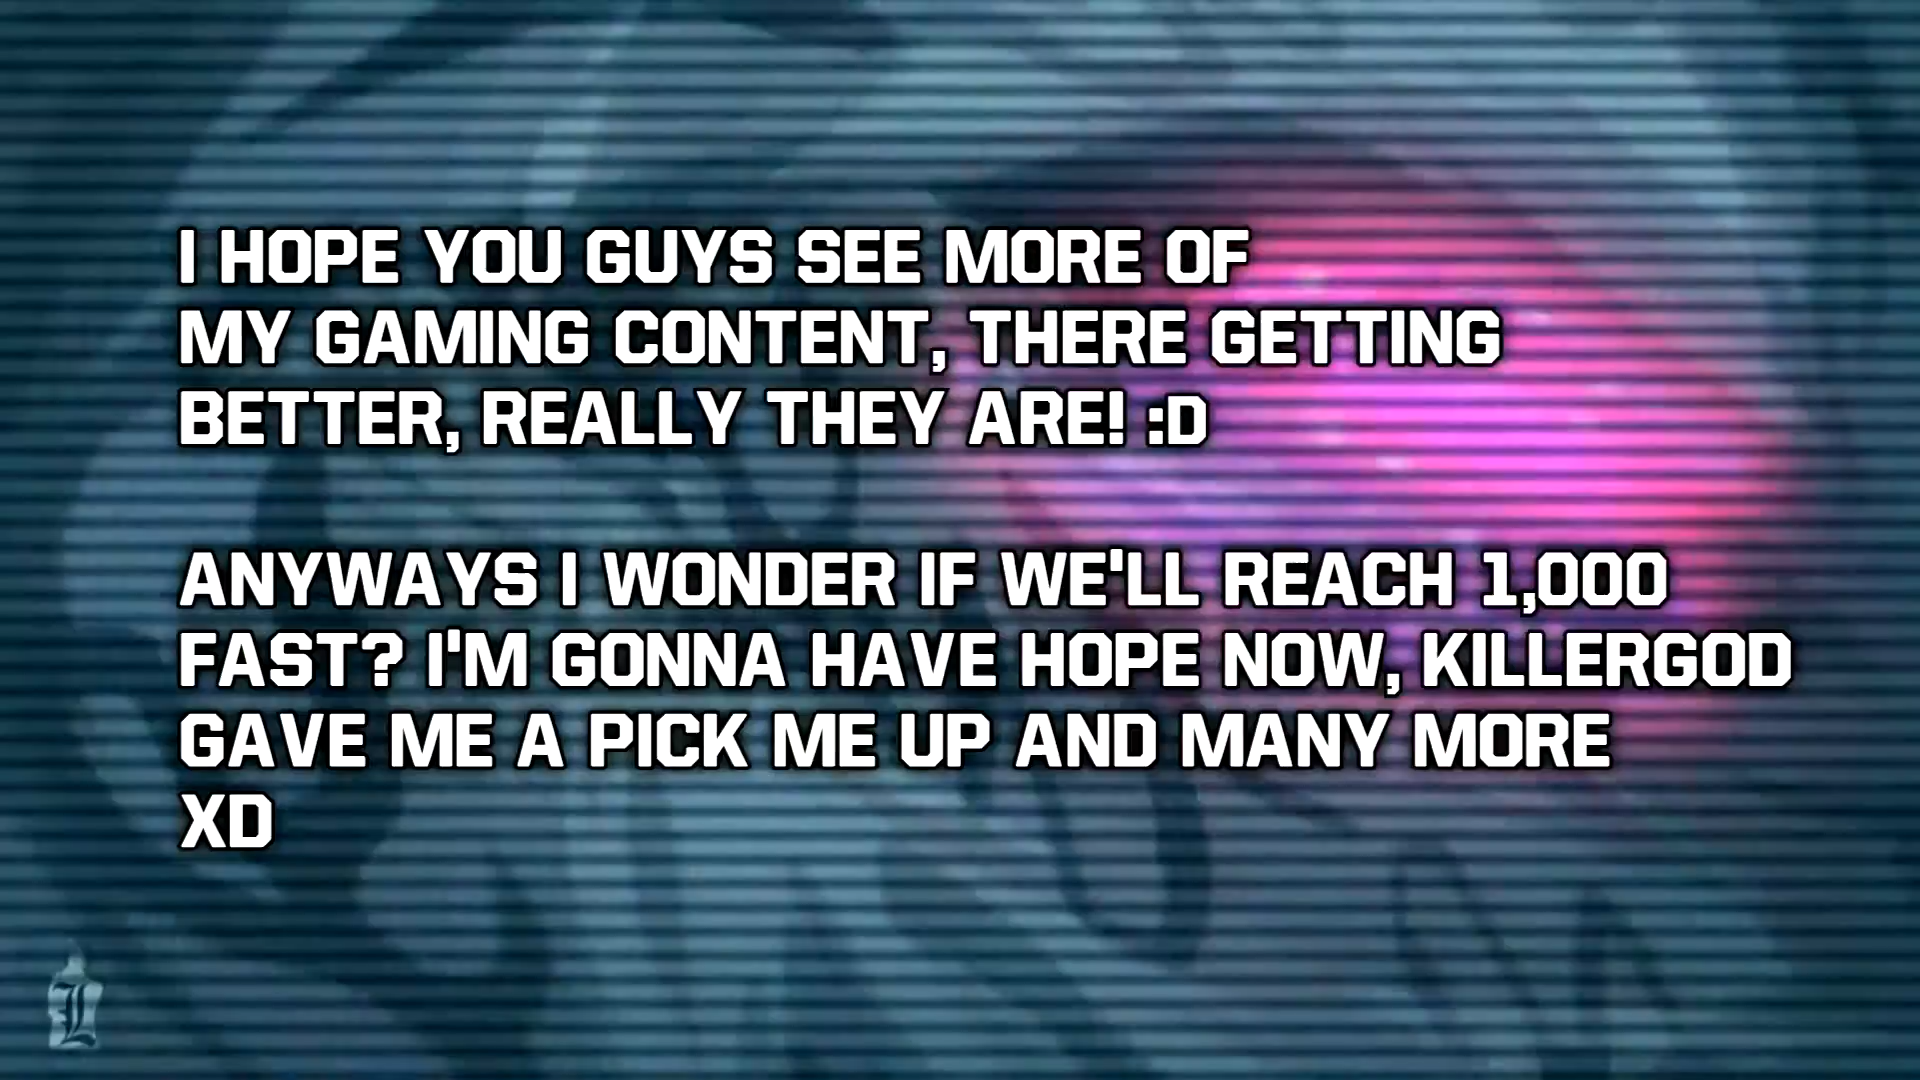 I HOPE YOU GUYS SEE MORE OF
MY GAMING CONTENT, THERE GETTING
BETTER, REALLY THEY ARE! :D
ANYWAYS I WONDER IF WE'LL REACH 1,000
FAST? I'M GONNA HAVE HOPE NOW, KILLERGOD
GAVE ME A PICK ME UP AND MANY MORE
XD
L